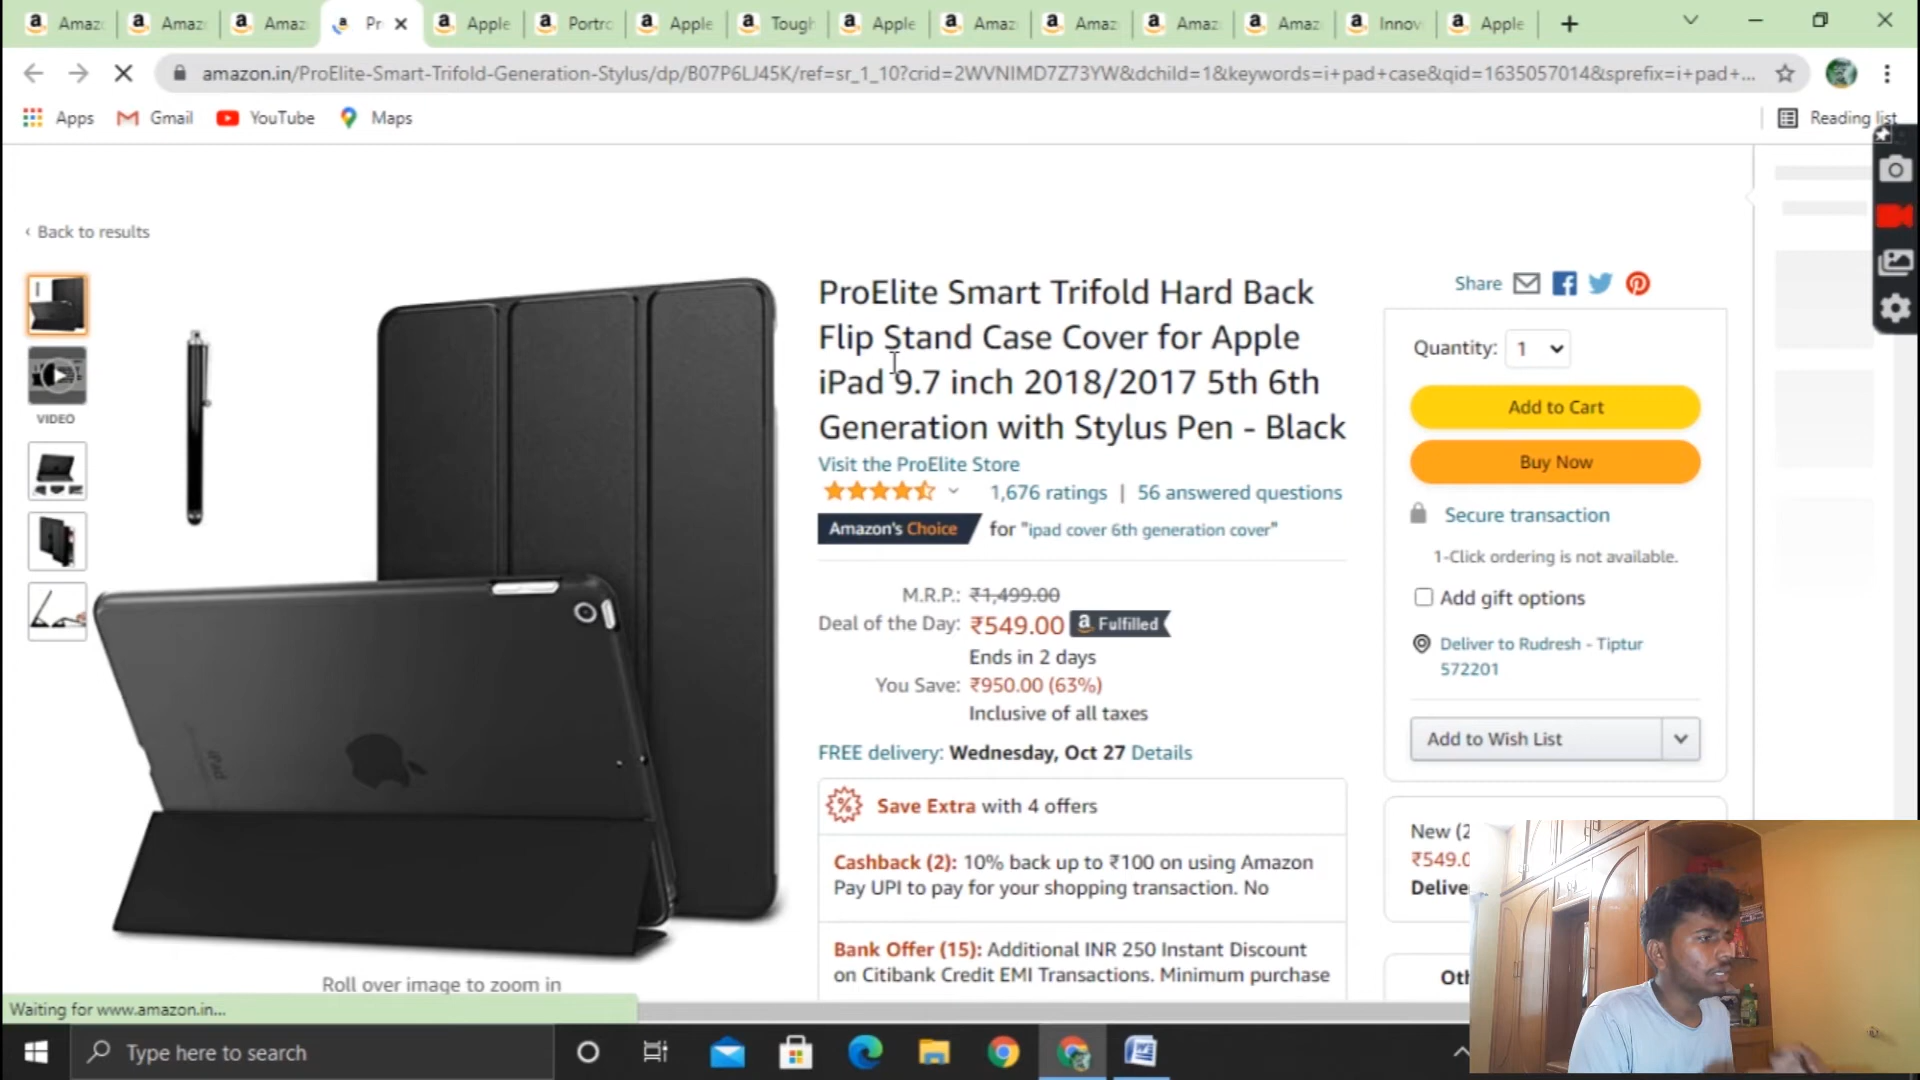 Amaz
Amaz
Amaz
Pr
Apple
Portro
Apple
Tough
Apple
Amaz
Amaz
Amaz
Amaz
Innov
Apple
amazon.in/ProElite-Smart-Trifold-Generation-Stylus/dp/B07P6LJ45K/ref=sr_1_10?crid=2WVNIMD7Z73YW&dchild=1&keywords=i+pad+case&qid=1635057014&sprefix=i+pad+...
Apps
Gmail
YouTube
Maps
Reading list
‹ Back to results
VIDEO
iPad
Roll over image to zoom in
ProElite Smart Trifold Hard Back
Flip Stand Case Cover for Apple
iPad 9.7 inch 2018/2017 5th 6th
Generation with Stylus Pen - Black
Visit the ProElite Store
1,676 ratings | 56 answered questions
Amazon's Choice for "ipad cover 6th generation cover"
M.R.P.: ₹1,499.00
Deal of the Day: ₹549.00 a Fulfilled
Ends in 2 days
You Save: ₹950.00 (63%)
Inclusive of all taxes
FREE delivery: Wednesday, Oct 27 Details
Save Extra with 4 offers
Cashback (2): 10% back up to ₹100 on using Amazon
Pay UPI to pay for your shopping transaction. No
Bank Offer (15): Additional INR 250 Instant Discount
on Citibank Credit EMI Transactions. Minimum purchase
Share
Quantity: 1
Add to Cart
Buy Now
Secure transaction
1-Click ordering is not available.
Add gift options
Deliver to Rudresh - Tiptur
572201
Add to Wish List
New (2
₹549.0
Delive
Oth
Waiting for www.amazon.in...
Type here to search